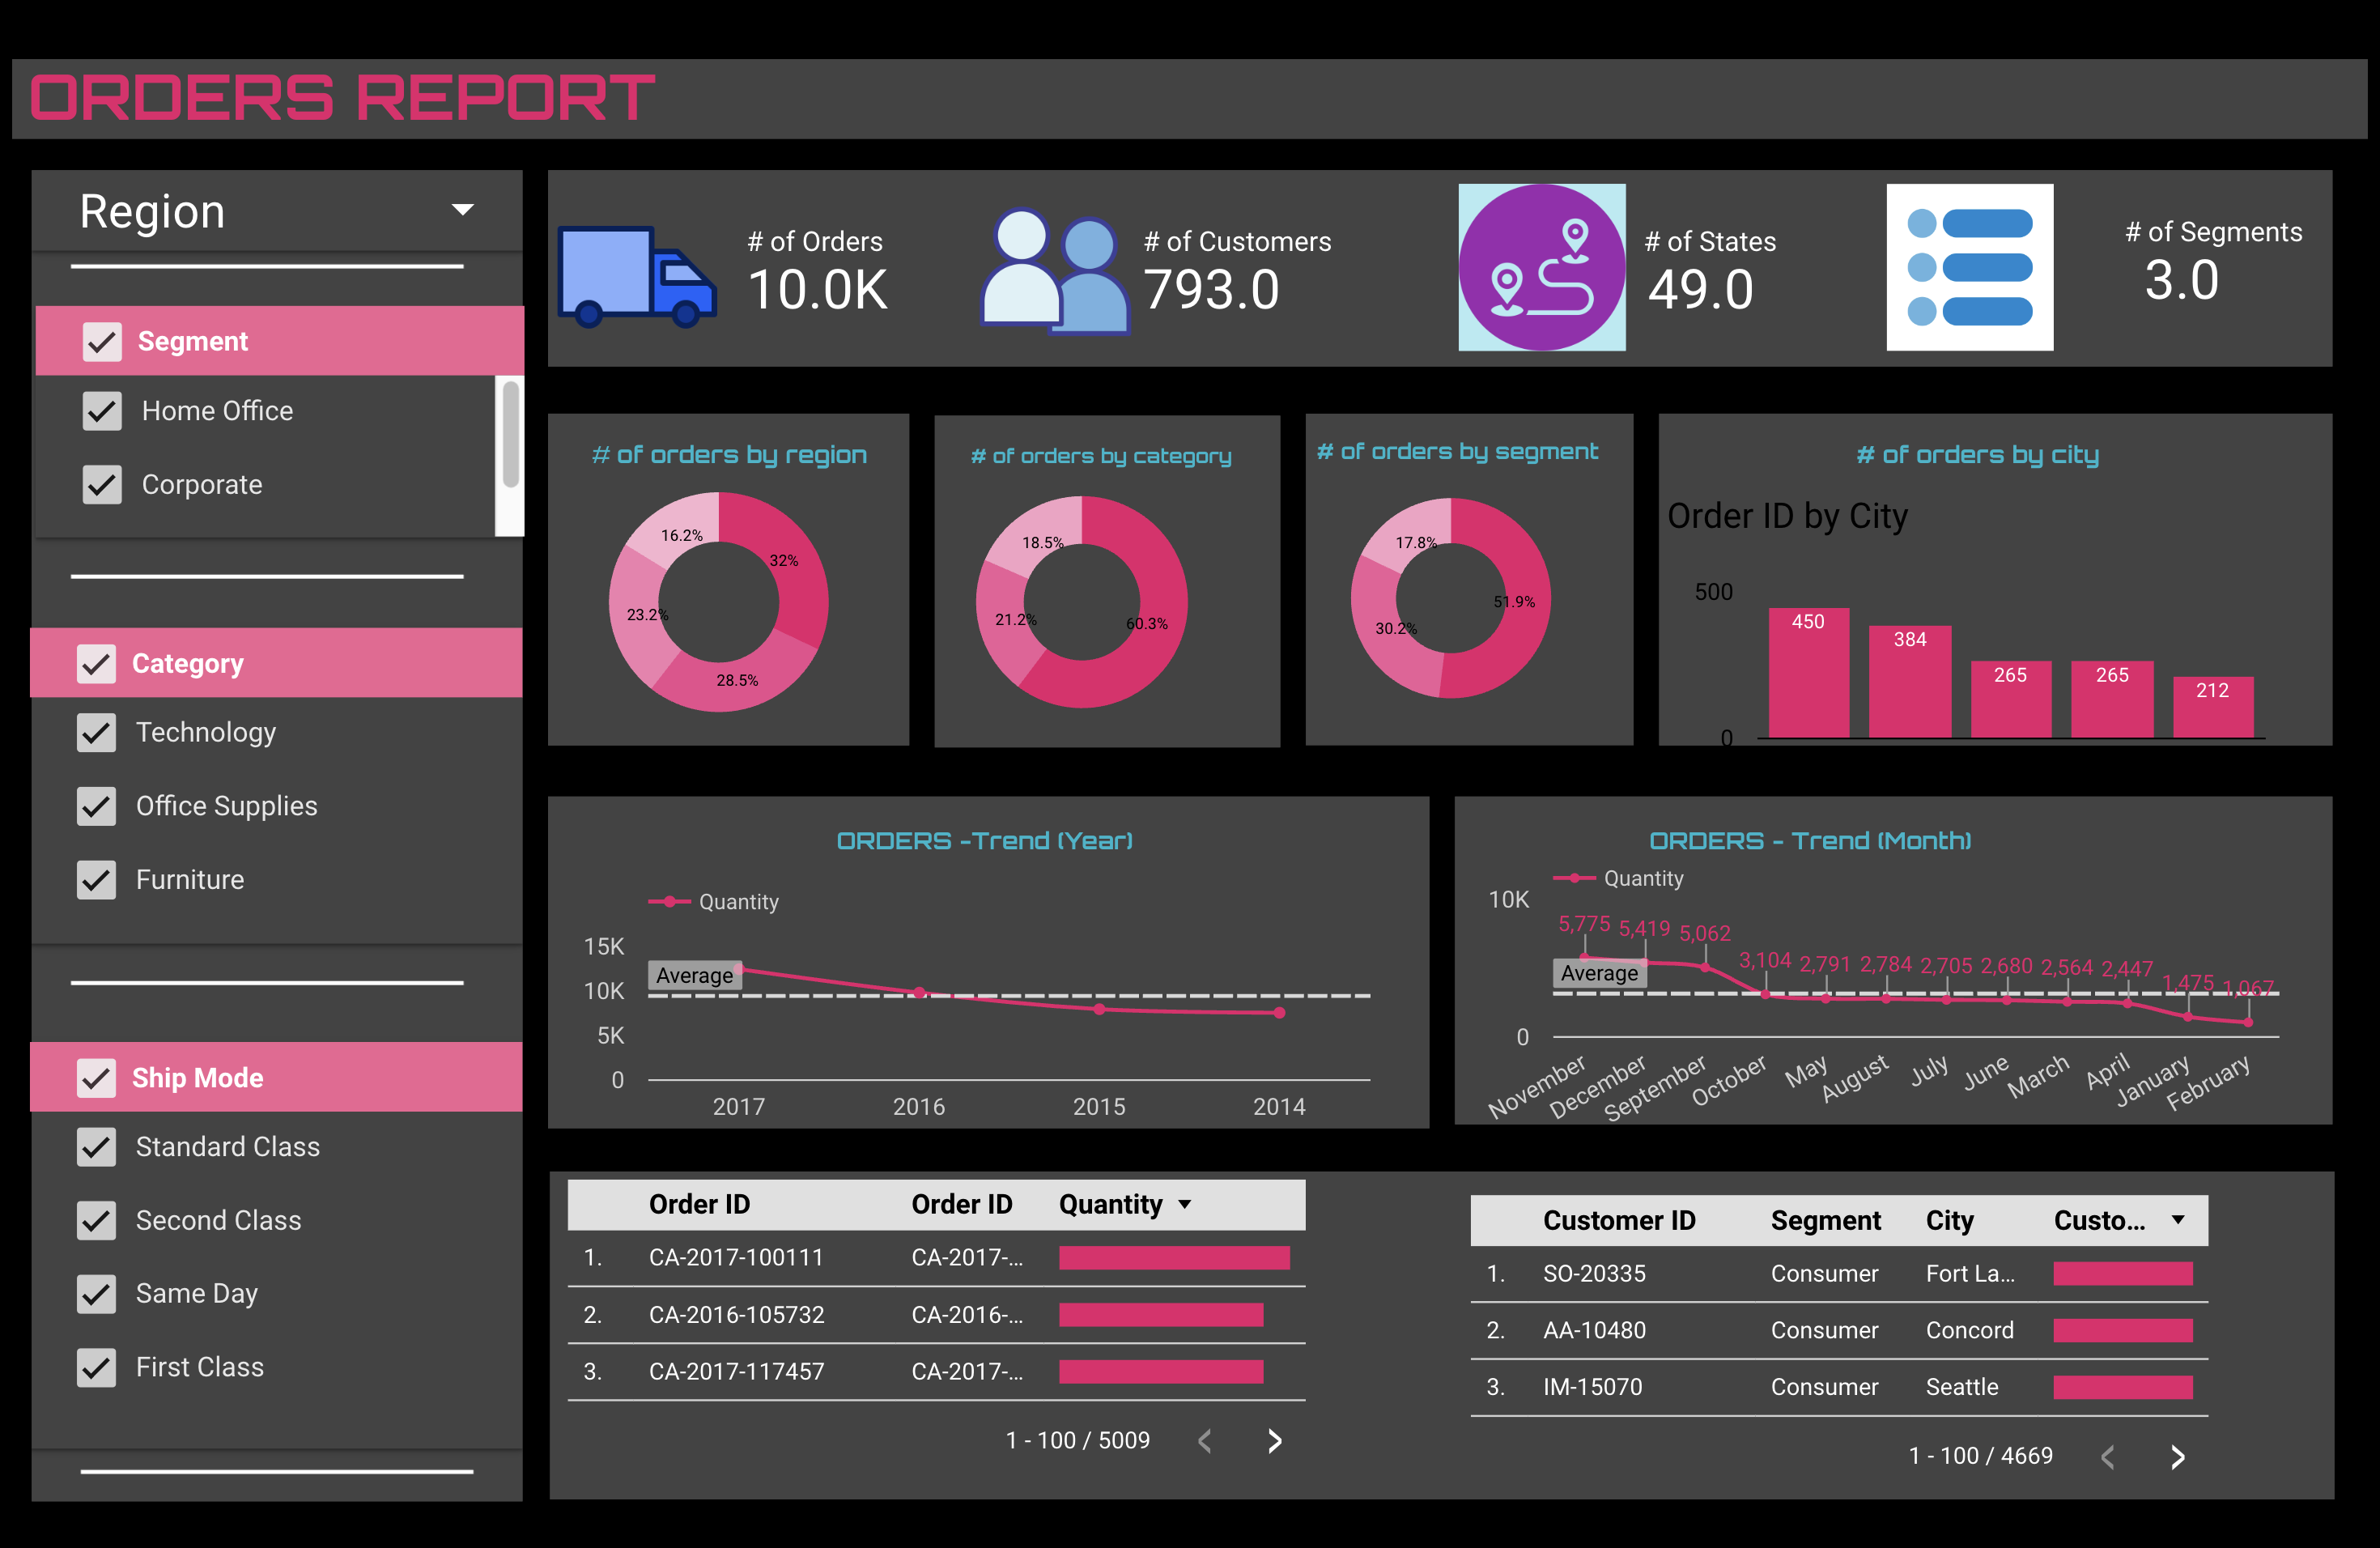 ORDERS REPORT
Region
Segment
Home Office
Corporate
Category
Technology
Office Supplies
Furniture
Ship Mode
Standard Class
Second Class
Same Day
First Class
# of Orders
10.0K
# of Customers
793.0
# of States
49.0
# of Segments
3.0
# of orders by region
16.2%
32%
23.2%
28.5%
# of orders by category
18.5%
21.2%
60.3%
# of orders by segment
17.8%
51.9%
30.2%
# of orders by city
Order ID by City
500
450
384
265
265
212
0
ORDERS -Trend (Year)
Quantity
15K
Average
10K
5K
0
2017 2016 2015 2014
ORDERS - Trend (Month)
Quantity
10K
5,775 5,419 5,062 3,104 2,791 2,784 2,705 2,680 2,564 2,447 1,475 1,067
Average
0
November December September October May August July June March April January February
Order ID Order ID Quantity
1. CA-2017-100111 CA-2017-...
2. CA-2016-105732 CA-2016-...
3. CA-2017-117457 CA-2017-...
1 - 100 / 5009
Customer ID Segment City Custo...
1. SO-20335 Consumer Fort La...
2. AA-10480 Consumer Concord
3. IM-15070 Consumer Seattle
1 - 100 / 4669